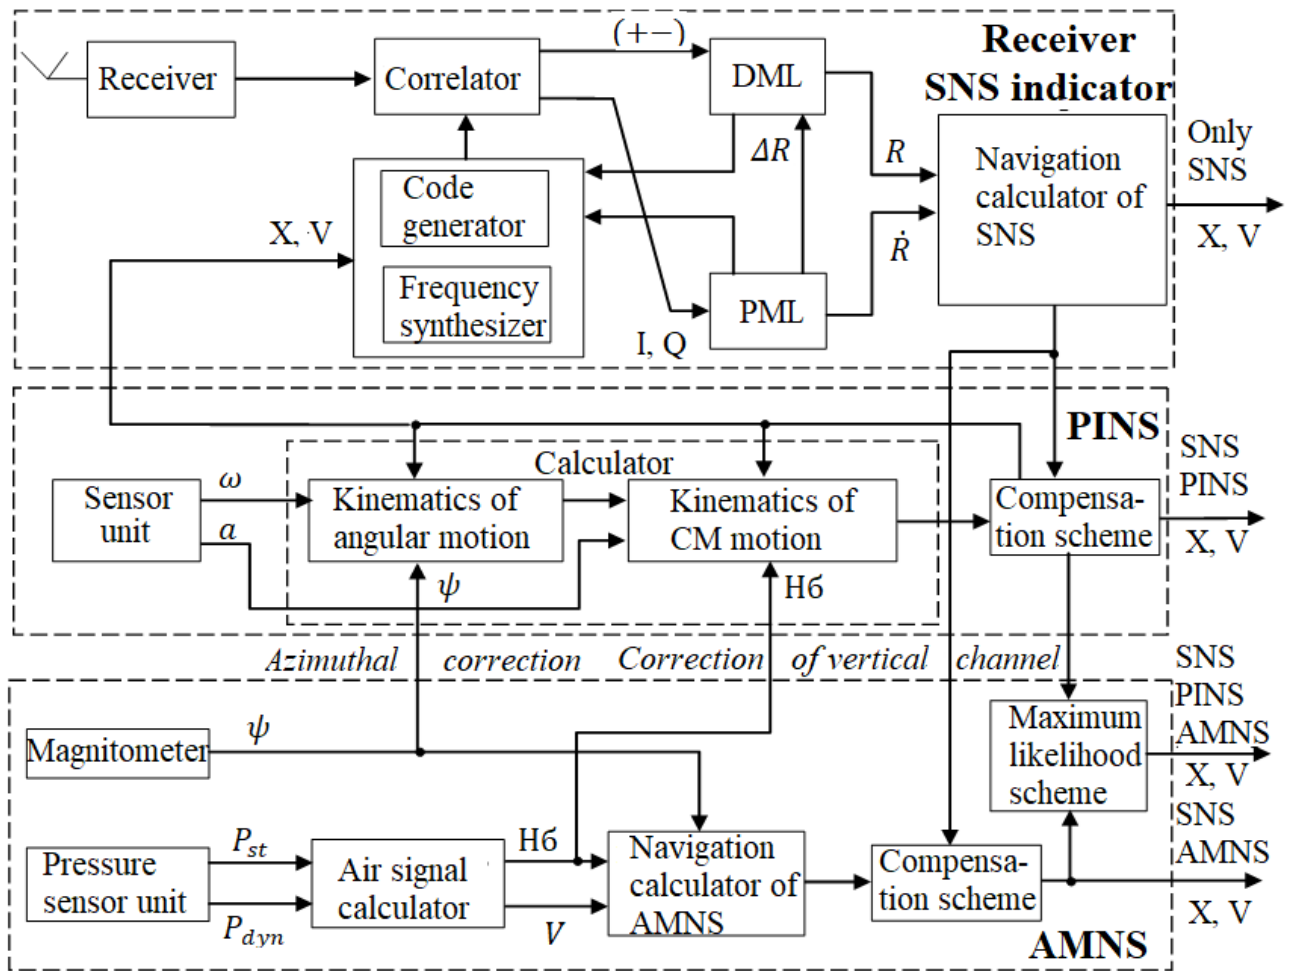 (+−)
Receiver
SNS indicator
Receiver
Correlator
DML
Only
SNS
X, V
ΔR
R
Navigation
calculator of
SNS
Code
generator
X, V
Ṙ
Frequency
synthesizer
PML
I, Q
PINS
SNS
PINS
X, V
Calculator
Sensor
unit
ω
a
Kinematics of
angular motion
Kinematics of
CM motion
Compensa-
tion scheme
ψ
Нб
Azimuthal correction
Correction of vertical channel
SNS
PINS
AMNS
X, V
Magnitometer
ψ
Maximum
likelihood
scheme
SNS
AMNS
X, V
Pressure
sensor unit
Pst
Pdyn
Air signal
calculator
Нб
V
Navigation
calculator of
AMNS
Compensa-
tion scheme
AMNS